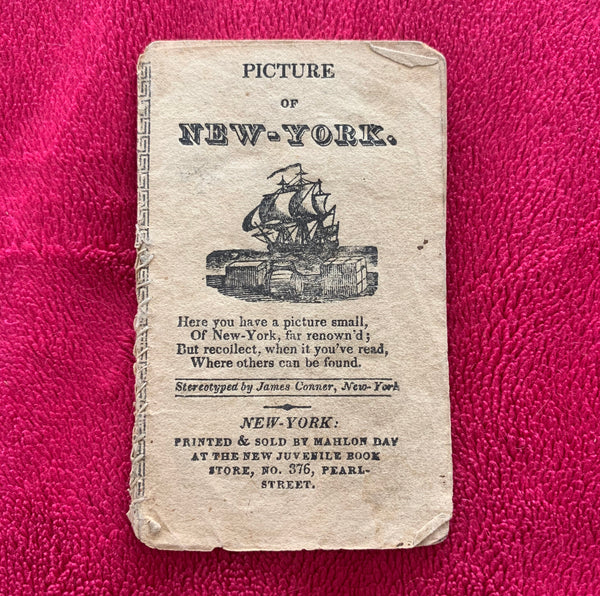 PICTURE
OF
NEW-YORK.
Here you have a picture small,
Of New-York, far renown'd;
But recollect, when it you've read,
Where others can be found.
Stereotyped by James Conner, New-York
NEW-YORK:
PRINTED & SOLD BY MAHLON DAY
AT THE NEW JUVENILE BOOK
STORE, NO. 376, PEARL-
STREET.